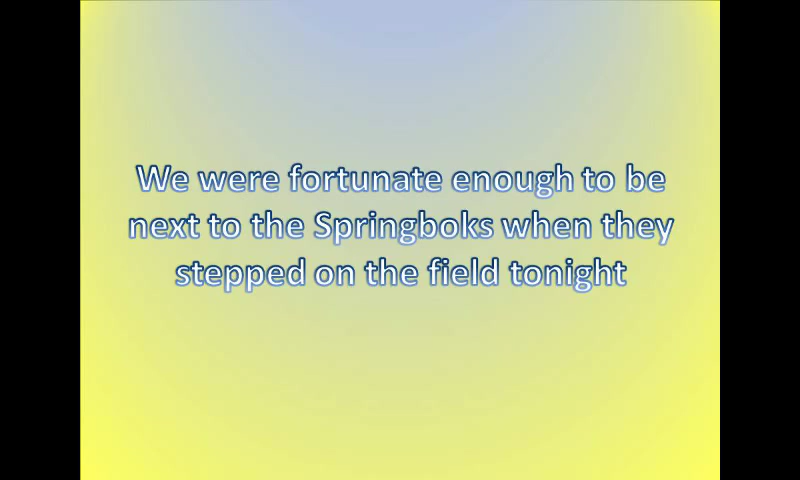 We were fortunate enough to be
next to the Springboks when they
stepped on the field tonight